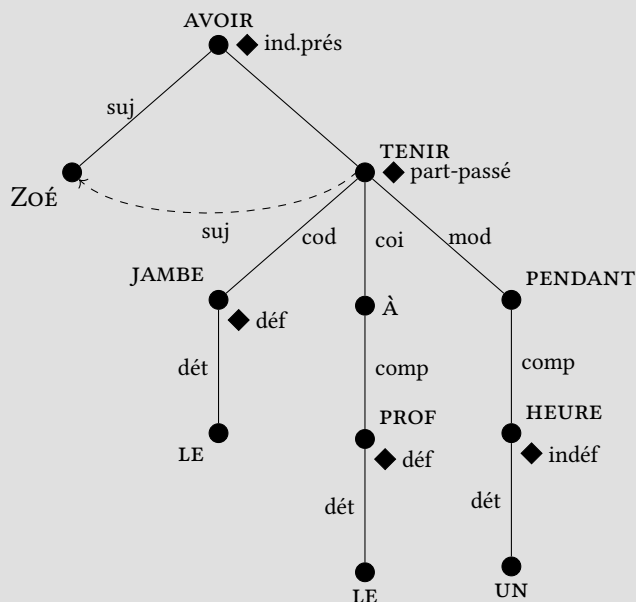 AVOIR
ind.prés
suj
TENIR
part-passé
ZOÉ
suj
cod
coi
mod
JAMBE
PENDANT
À
déf
dét
comp
comp
PROF
HEURE
LE
déf
indéf
dét
dét
LE
UN